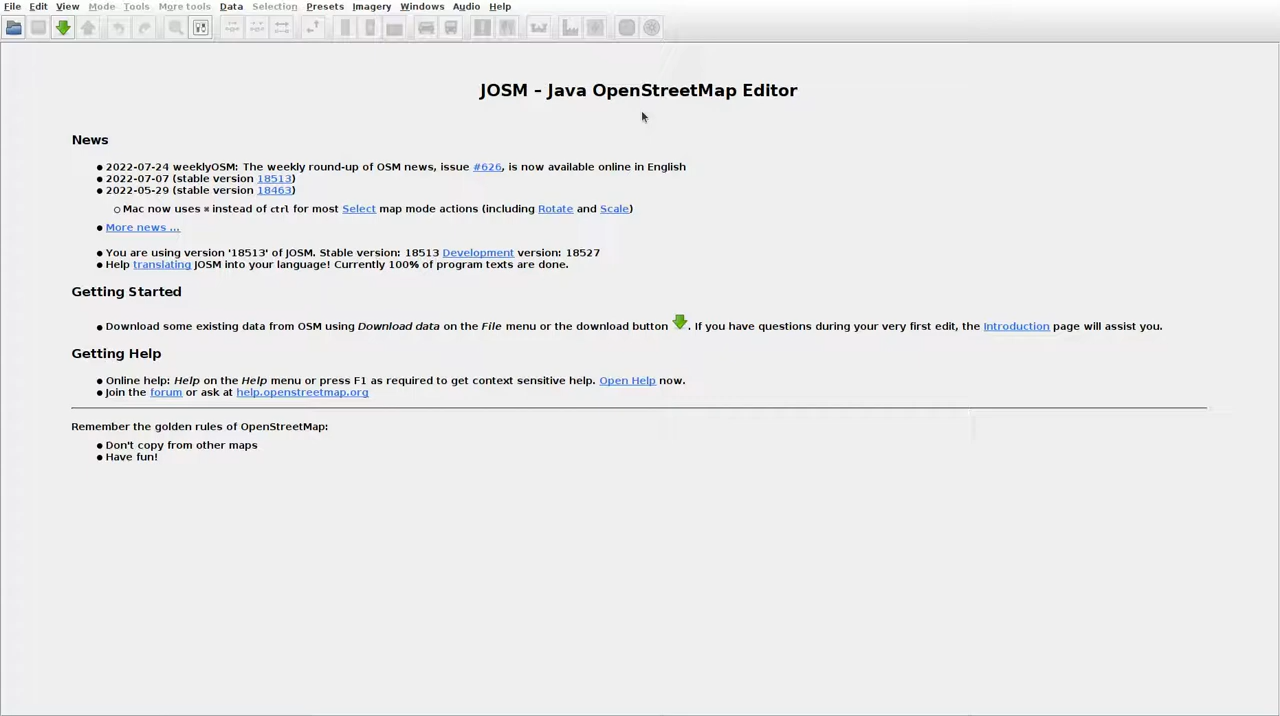 File Edit View Mode Tools More tools Data Selection Presets Imagery Windows Audio Help
JOSM – Java OpenStreetMap Editor
News
2022-07-24 weeklyOSM: The weekly round-up of OSM news, issue #626, is now available online in English
2022-07-07 (stable version 18513)
2022-05-29 (stable version 18463)
Mac now uses ⌘ instead of ctrl for most Select map mode actions (including Rotate and Scale)
More news ...
You are using version '18513' of JOSM. Stable version: 18513 Development version: 18527
Help translating JOSM into your language! Currently 100% of program texts are done.
Getting Started
Download some existing data from OSM using Download data on the File menu or the download button . If you have questions during your very first edit, the Introduction page will assist you.
Getting Help
Online help: Help on the Help menu or press F1 as required to get context sensitive help. Open Help now.
Join the forum or ask at help.openstreetmap.org
Remember the golden rules of OpenStreetMap:
Don't copy from other maps
Have fun!